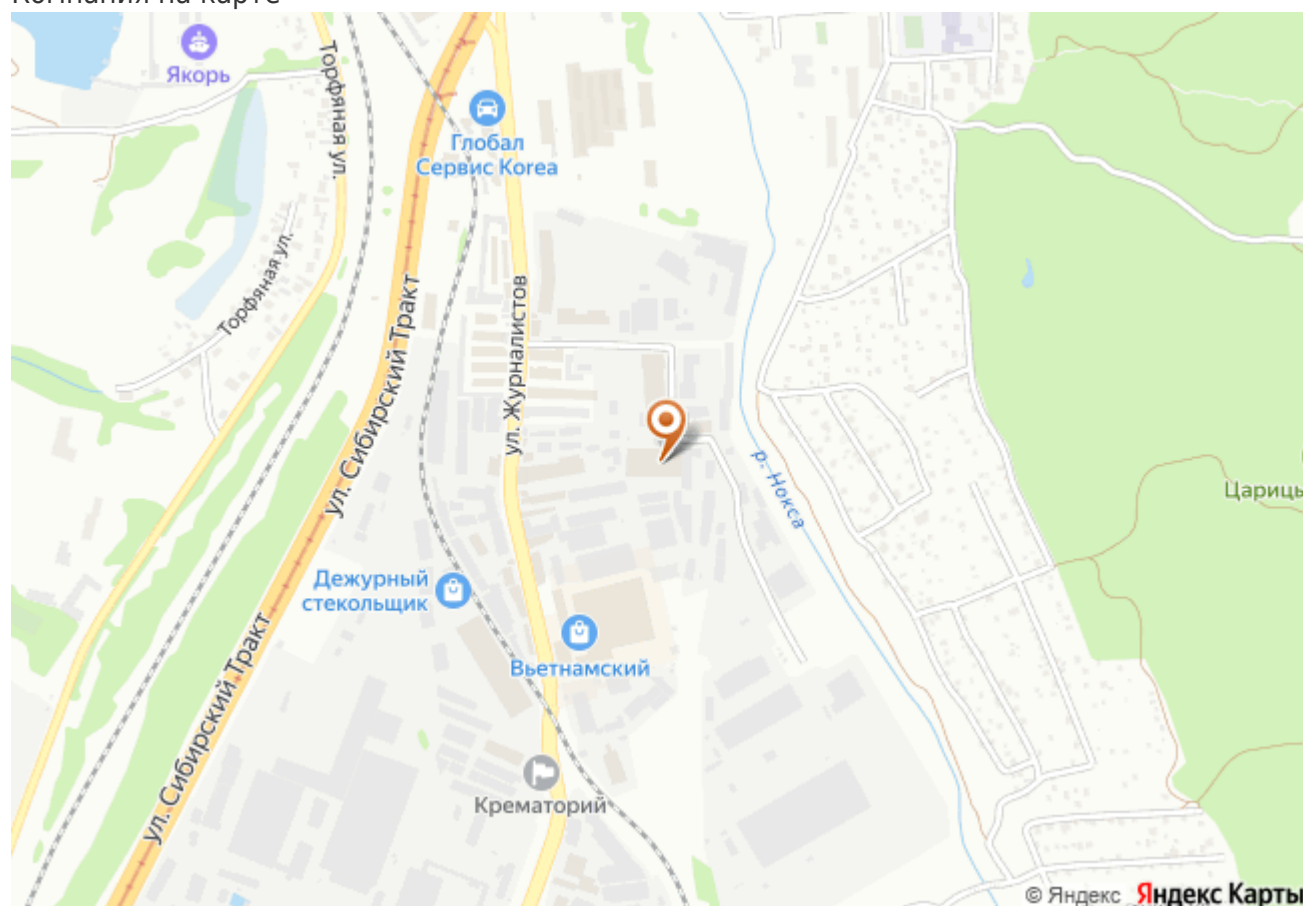 Компания на карте
Якорь
Торфяная ул.
Глобал
Сервис Korea
Торфяная ул.
ул. Сибирский Тракт
ул. Журналистов
р. Нокса
Царицы
Дежурный
стекольщик
Вьетнамский
ул. Сибирский Тракт
Крематорий
© Яндекс Яндекс Карты